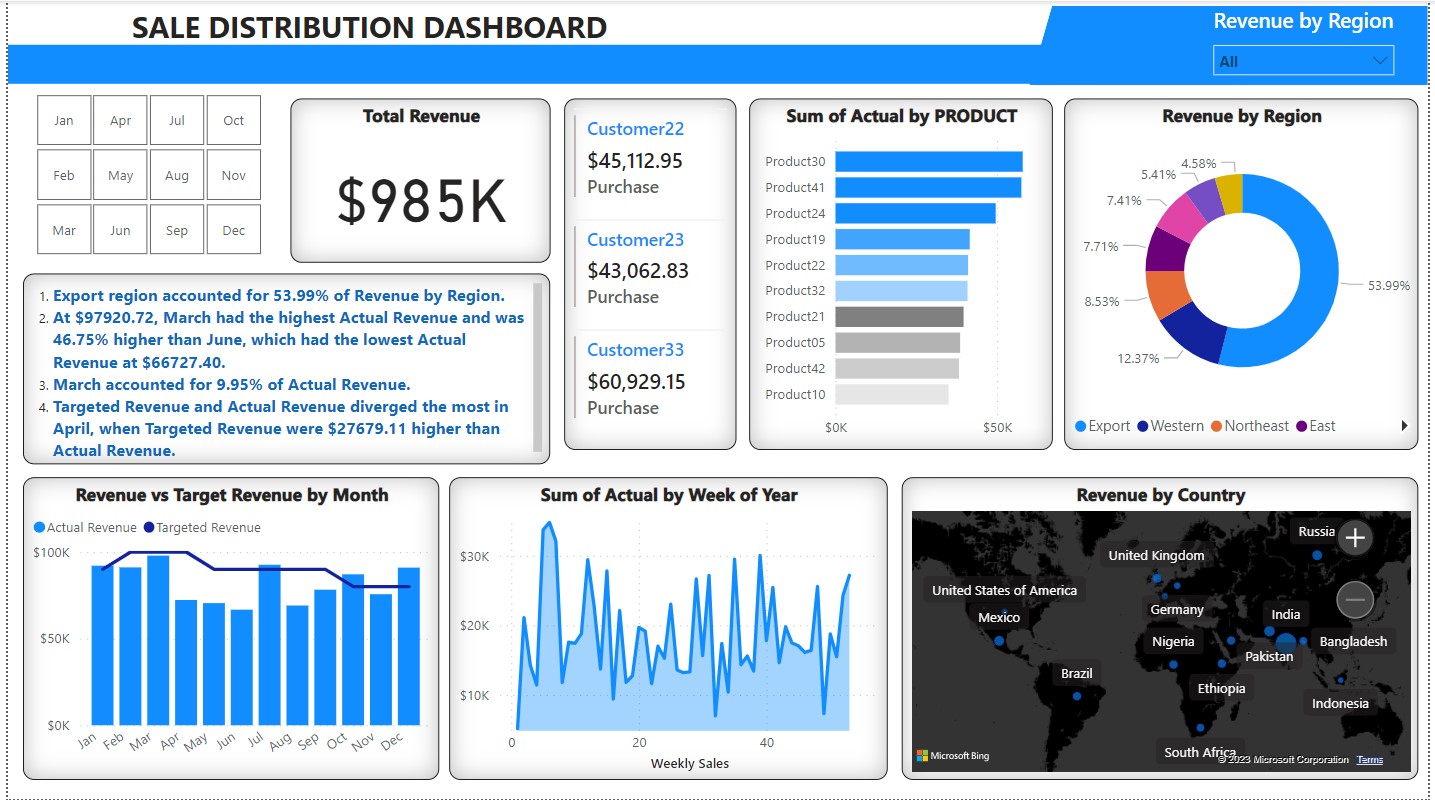 SALE DISTRIBUTION DASHBOARD
Revenue by Region
All
Jan Apr Jul Oct
Feb May Aug Nov
Mar Jun Sep Dec
Total Revenue
$985K
1. Export region accounted for 53.99% of Revenue by Region.
2. At $97920.72, March had the highest Actual Revenue and was
46.75% higher than June, which had the lowest Actual
Revenue at $66727.40.
3. March accounted for 9.95% of Actual Revenue.
4. Targeted Revenue and Actual Revenue diverged the most in
April, when Targeted Revenue were $27679.11 higher than
Actual Revenue.
Customer22
$45,112.95
Purchase
Customer23
$43,062.83
Purchase
Customer33
$60,929.15
Purchase
Sum of Actual by PRODUCT
Product30
Product41
Product24
Product19
Product22
Product32
Product21
Product05
Product42
Product10
$0K $50K
Revenue by Region
4.58%
5.41%
7.41%
7.71%
8.53%
12.37%
53.99%
Export Western Northeast East
Revenue vs Target Revenue by Month
Actual Revenue Targeted Revenue
$100K
$50K
$0K
Jan Feb Mar Apr May Jun Jul Aug Sep Oct Nov Dec
Sum of Actual by Week of Year
$30K
$20K
$10K
0 20 40
Weekly Sales
Revenue by Country
Russia
United Kingdom
United States of America
Germany
Mexico
India
Nigeria
Bangladesh
Pakistan
Brazil
Ethiopia
Indonesia
South Africa
Microsoft Bing
© 2023 Microsoft Corporation Terms